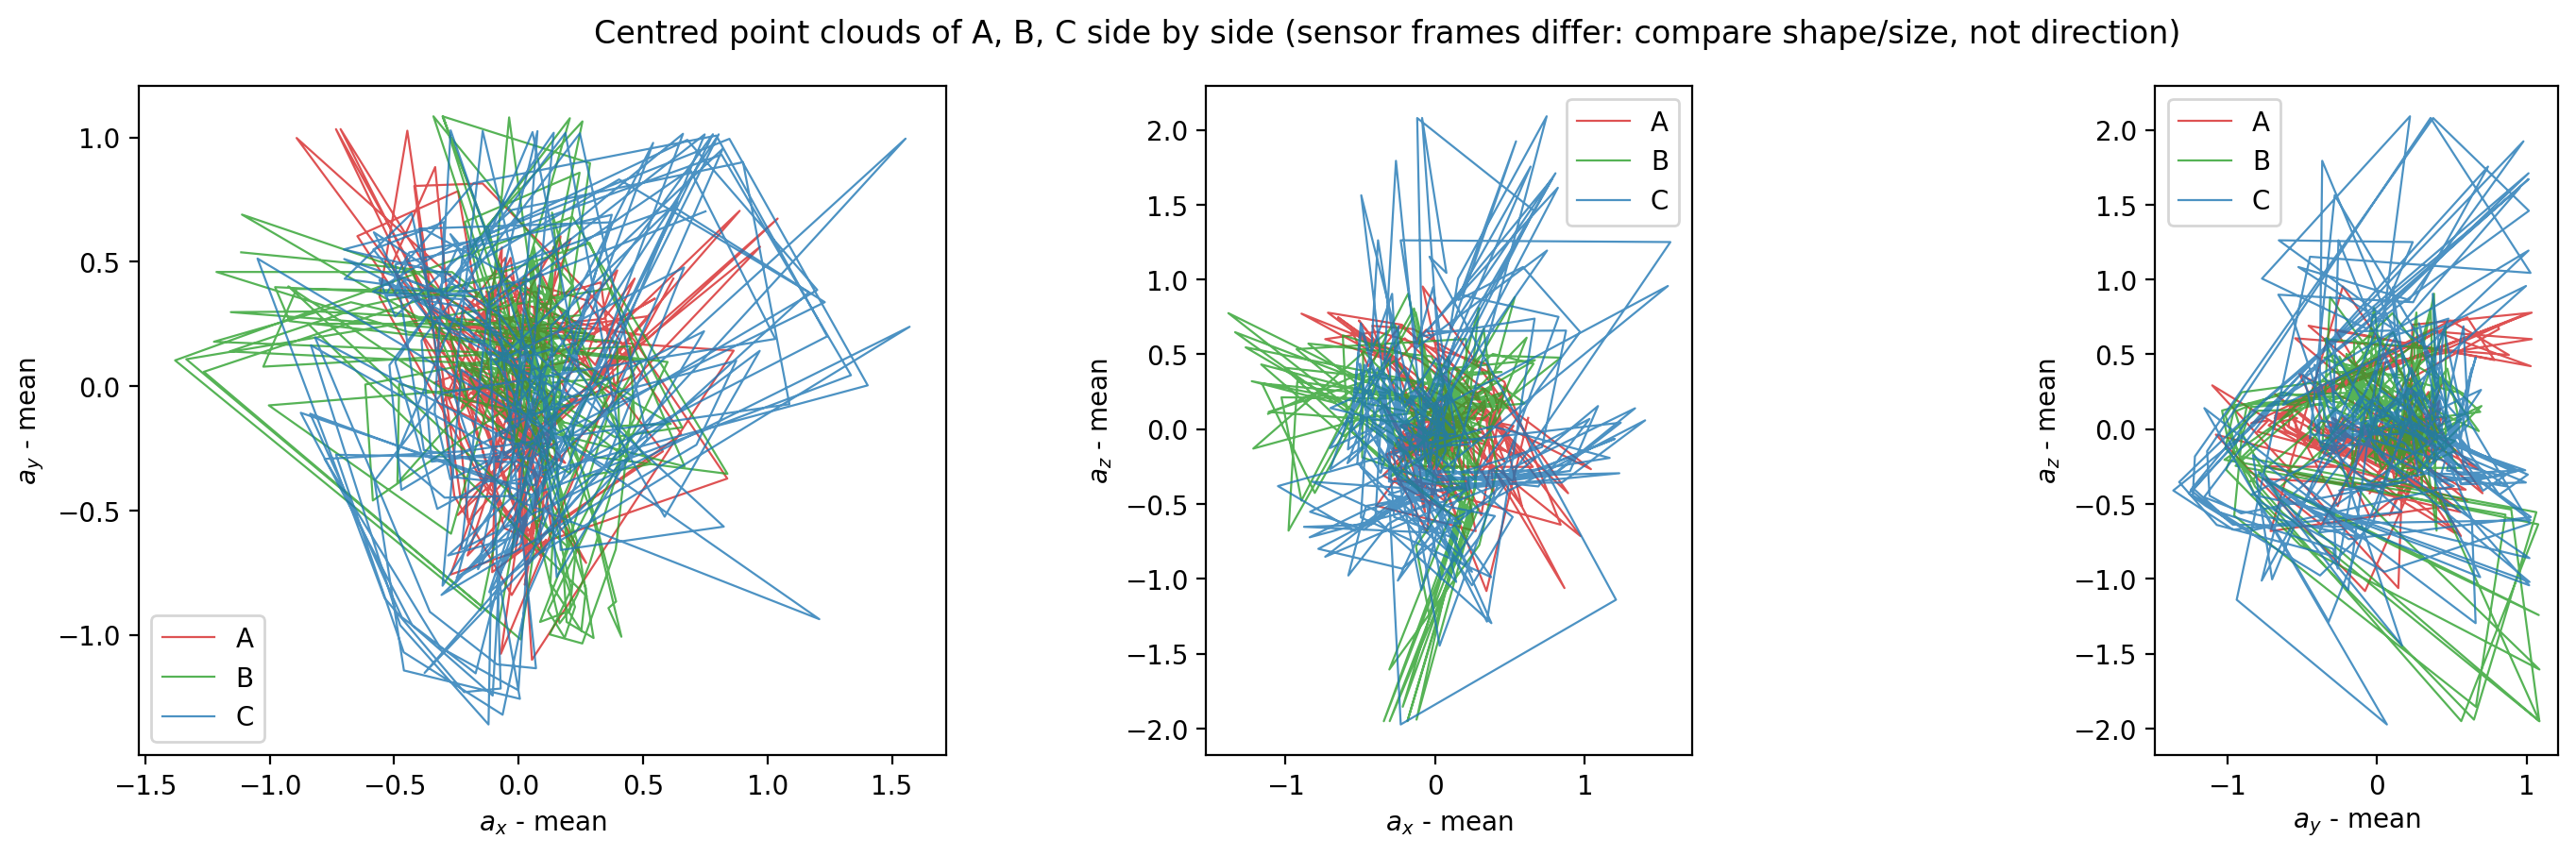 Centred point clouds of A, B, C side by side (sensor frames differ: compare shape/size, not direction)
1.0
0.5
0.0
−0.5
−1.0
a_y - mean
A
B
C
−1.5
−1.0
−0.5
0.0
0.5
1.0
1.5
a_x - mean
2.0
1.5
1.0
0.5
0.0
−0.5
−1.0
−1.5
−2.0
a_z - mean
A
B
C
−1
0
1
a_x - mean
2.0
1.5
1.0
0.5
0.0
−0.5
−1.0
−1.5
−2.0
a_z - mean
A
B
C
−1
0
1
a_y - mean